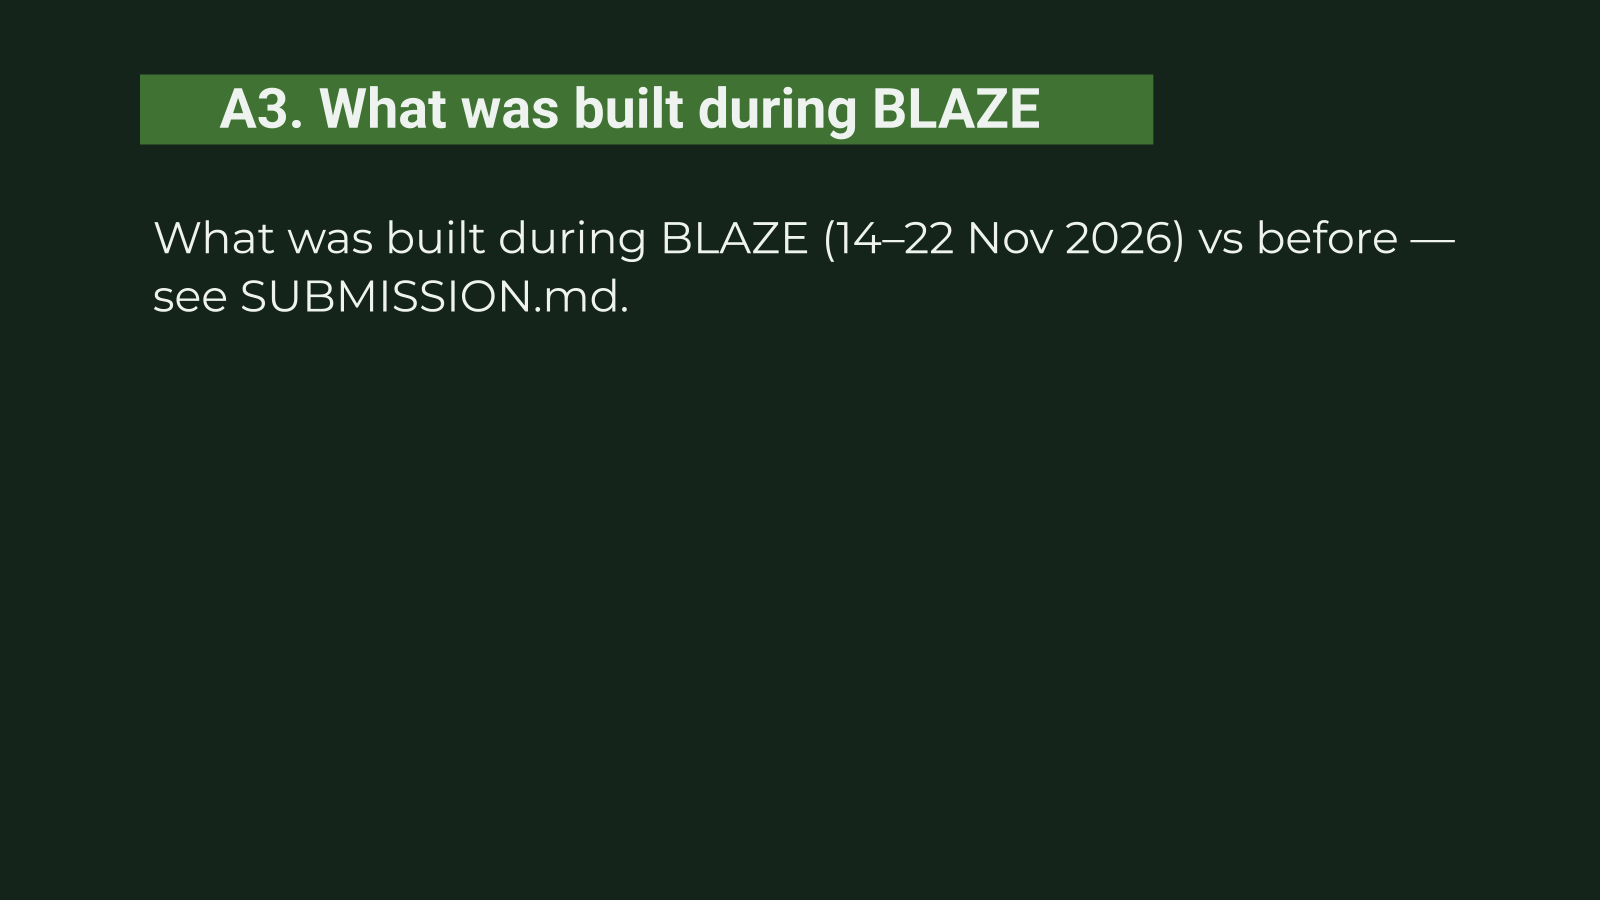 A3. What was built during BLAZE
What was built during BLAZE (14–22 Nov 2026) vs before —
see SUBMISSION.md.